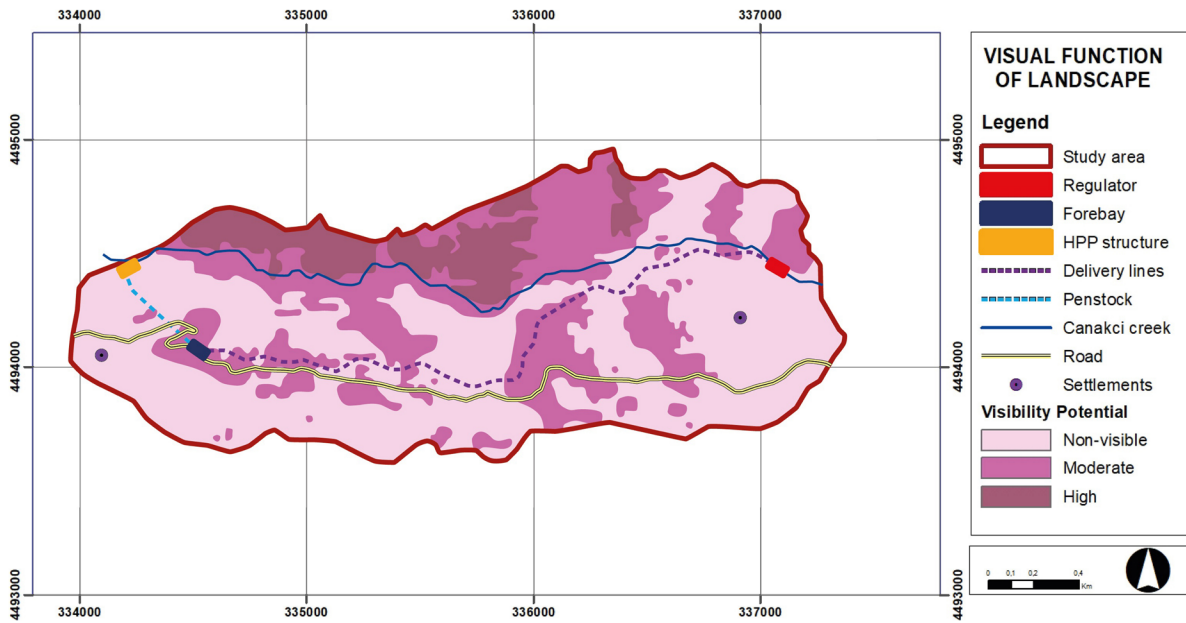 334000 335000 336000 337000
4495000 4495000
4494000 4494000
4493000 4493000
334000 335000 336000 337000
VISUAL FUNCTION
OF LANDSCAPE
Legend
Study area
Regulator
Forebay
HPP structure
Delivery lines
Penstock
Canakci creek
Road
Settlements
Visibility Potential
Non-visible
Moderate
High
0 0,1 0,2 0,4
Km